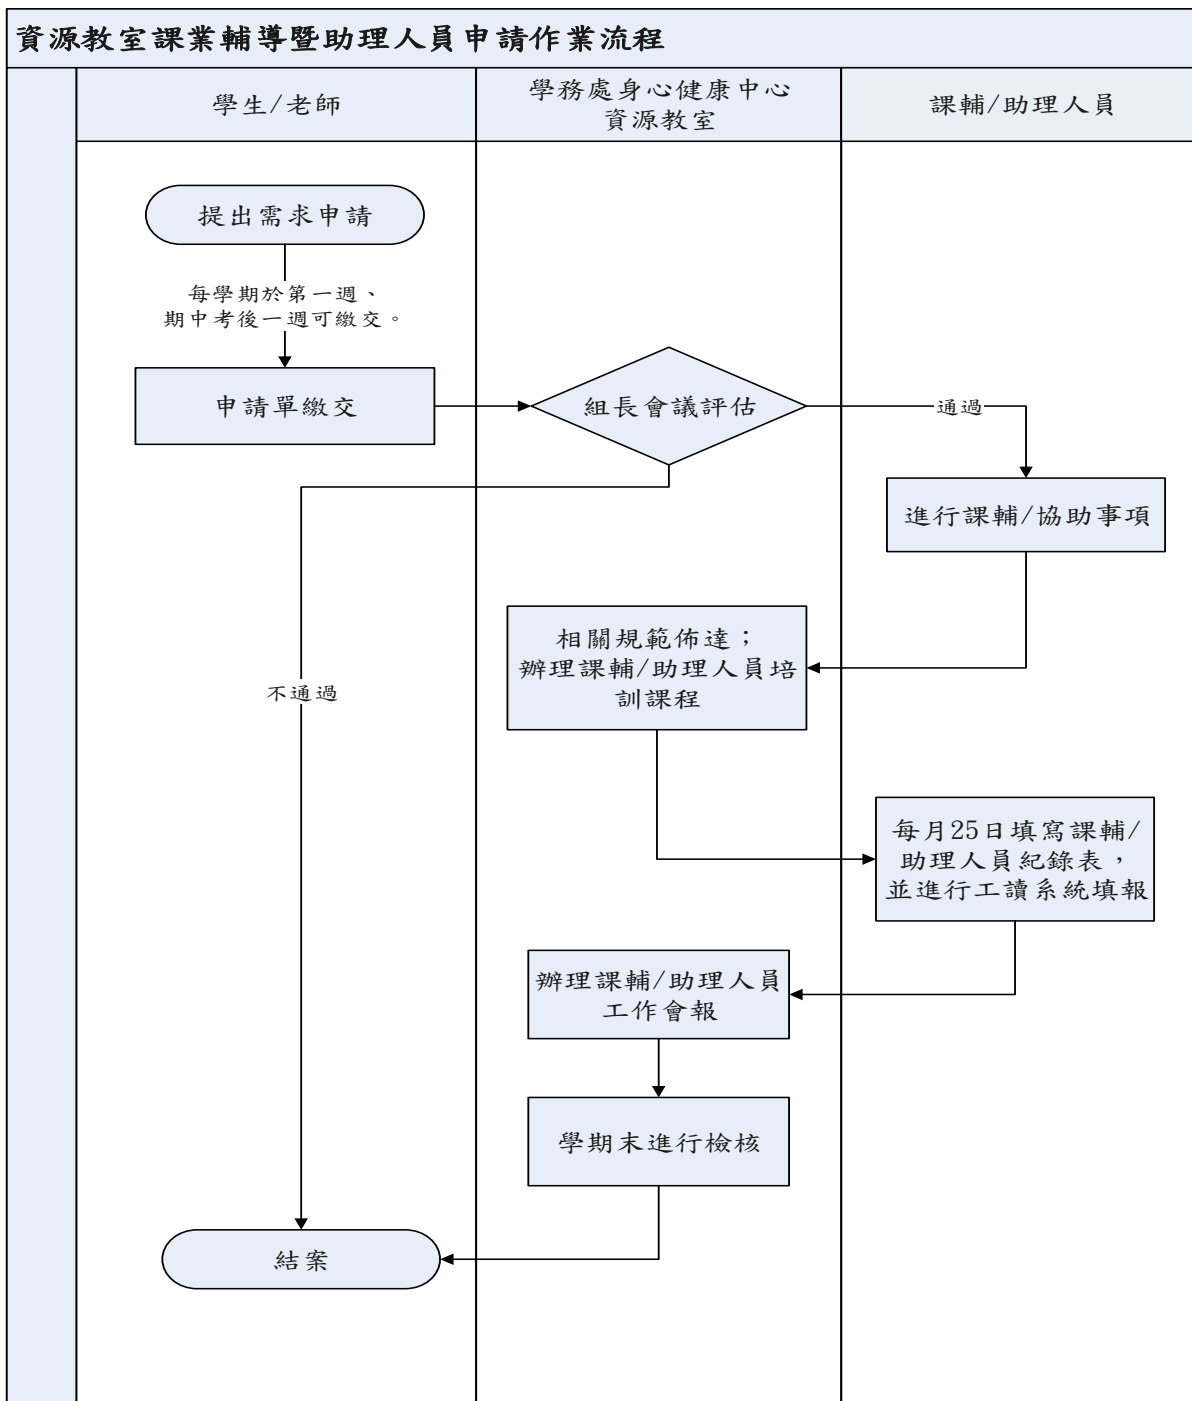 資源教室課業輔導暨助理人員申請作業流程
學生/老師
學務處身心健康中心
資源教室
課輔/助理人員
提出需求申請
每學期於第一週、
期中考後一週可繳交。
申請單繳交
組長會議評估
通過
進行課輔/協助事項
相關規範佈達；
辦理課輔/助理人員培
訓課程
不通過
每月25日填寫課輔/
助理人員紀錄表，
並進行工讀系統填報
辦理課輔/助理人員
工作會報
學期末進行檢核
結案